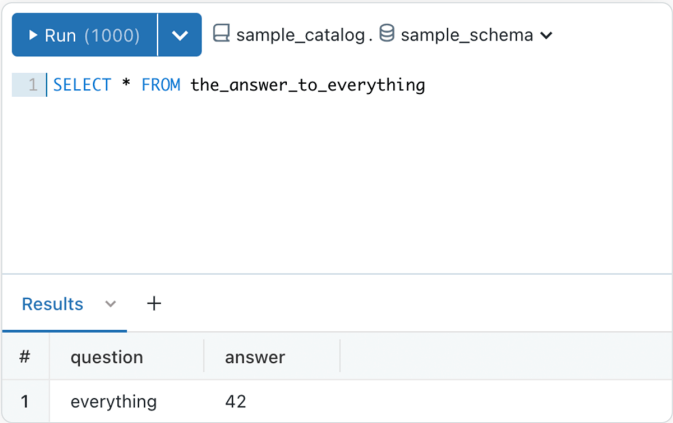 Run (1000) sample_catalog. sample_schema
1 SELECT * FROM the_answer_to_everything
Results +
# question answer
1 everything 42